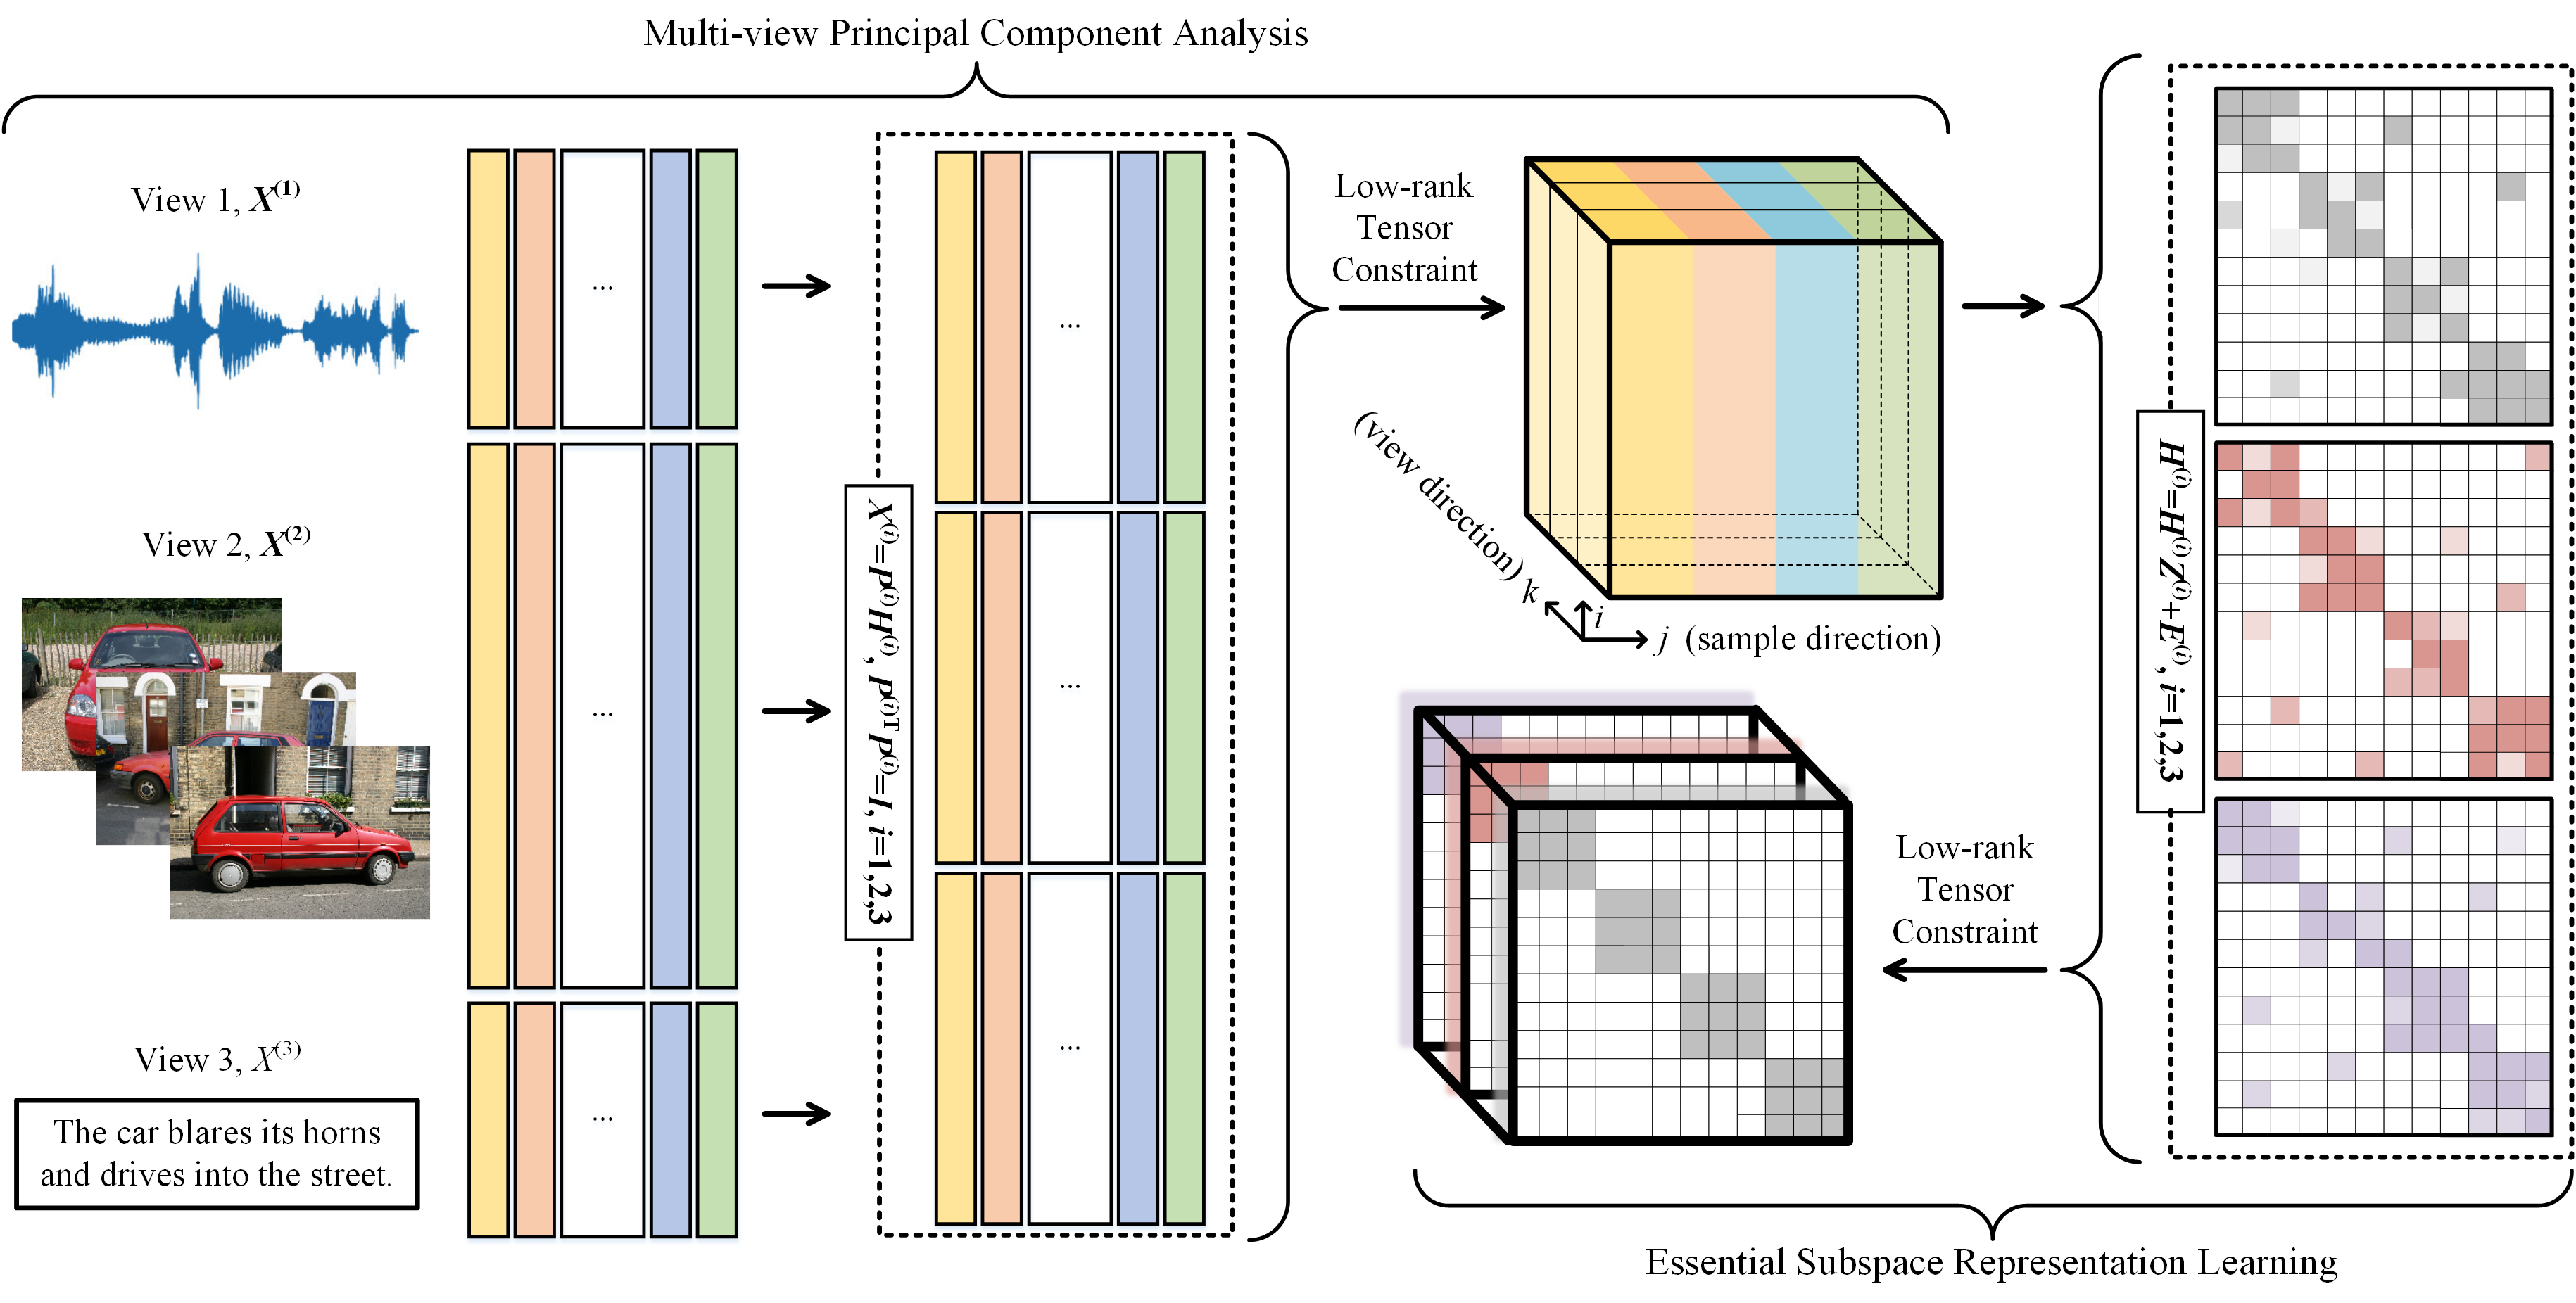 Multi-view Principal Component Analysis
View 1, X⁽¹⁾
...
...
View 2, X⁽²⁾
...
...
View 3, X⁽³⁾
The car blares its horns
and drives into the street.
...
...
X⁽ⁱ⁾=P⁽ⁱ⁾H⁽ⁱ⁾, P⁽ⁱ⁾ᵀP⁽ⁱ⁾=I, i=1,2,3
Low-rank
Tensor
Constraint
(view direction) k
i
j (sample direction)
H⁽ⁱ⁾=H⁽ⁱ⁾Z⁽ⁱ⁾+E⁽ⁱ⁾, i=1,2,3
Low-rank
Tensor
Constraint
Essential Subspace Representation Learning